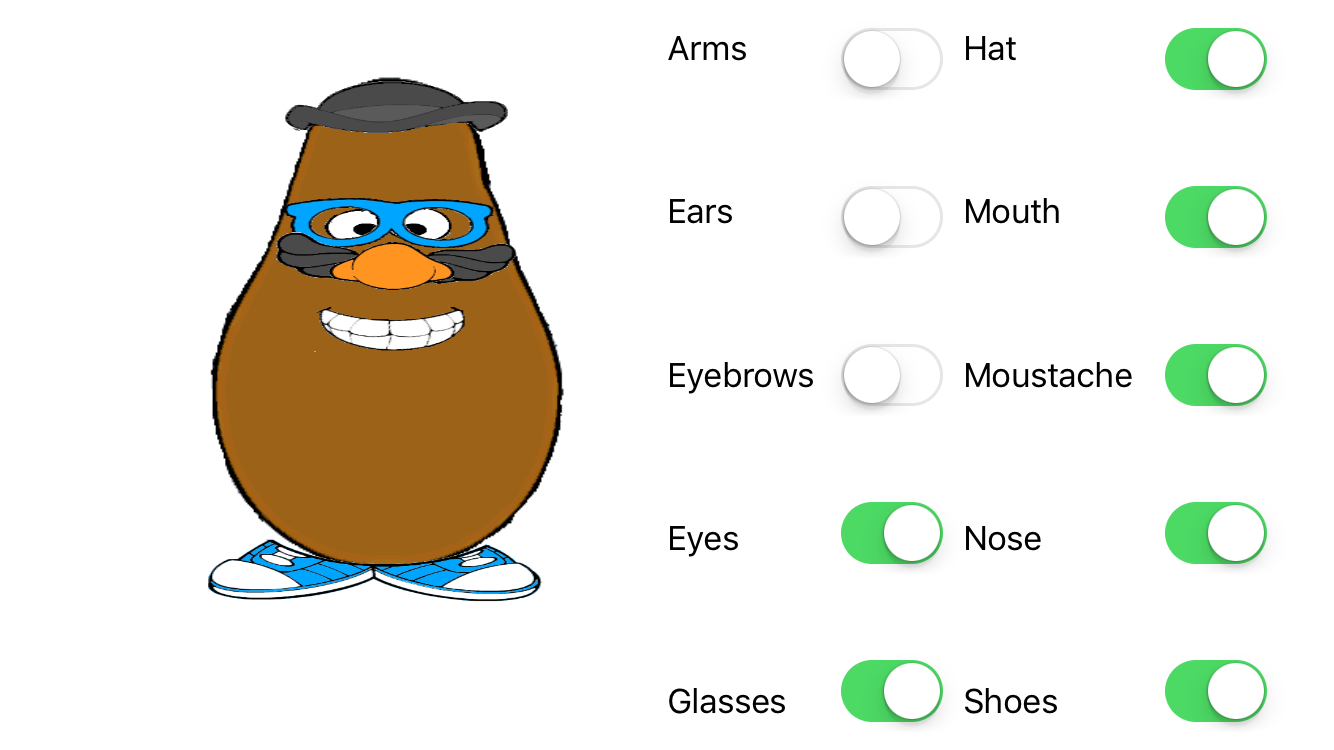 Arms
Hat
Ears
Mouth
Eyebrows
Moustache
Eyes
Nose
Glasses
Shoes